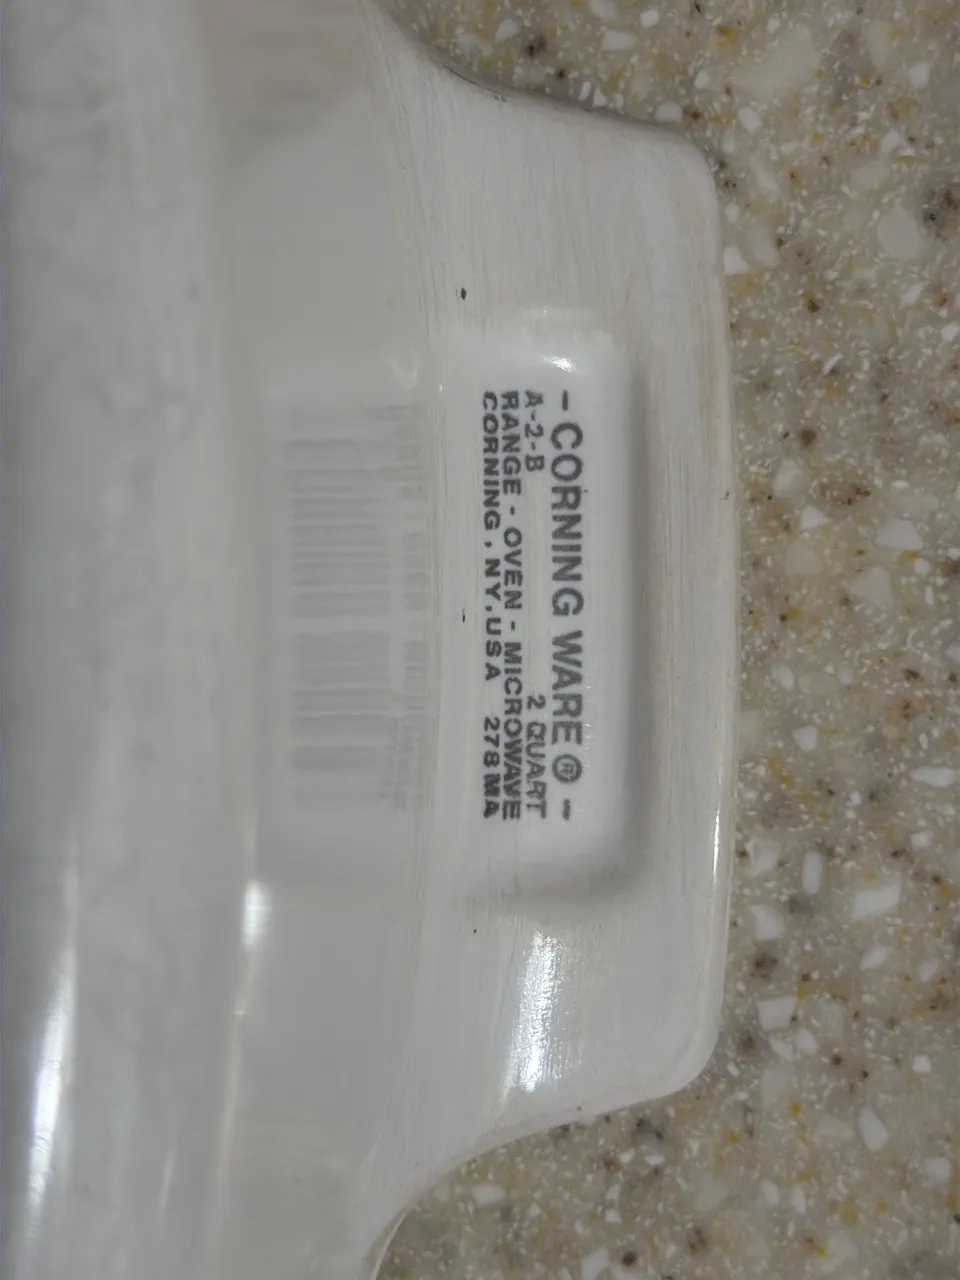 - CORNING WARE ® -
A-2-B 2 QUART
RANGE - OVEN - MICROWAVE
CORNING, NY, USA 278 MA